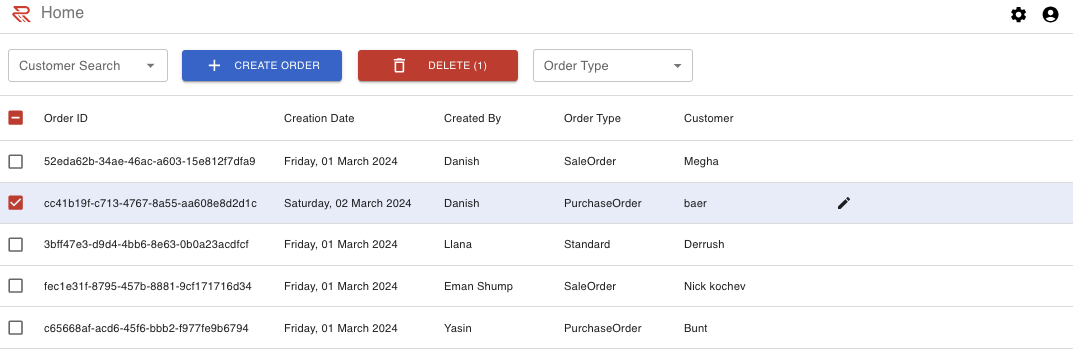 Home
Customer Search CREATE ORDER DELETE (1) Order Type
Order ID Creation Date Created By Order Type Customer
52eda62b-34ae-46ac-a603-15e812f7dfa9 Friday, 01 March 2024 Danish SaleOrder Megha
cc41b19f-c713-4767-8a55-aa608e8d2d1c Saturday, 02 March 2024 Danish PurchaseOrder baer
3bff47e3-d9d4-4bb6-8e63-0b0a23acdfcf Friday, 01 March 2024 Llana Standard Derrush
fec1e31f-8795-457b-8881-9cf171716d34 Friday, 01 March 2024 Eman Shump SaleOrder Nick kochev
c65668af-acd6-45f6-bbb2-f977fe9b6794 Friday, 01 March 2024 Yasin PurchaseOrder Bunt